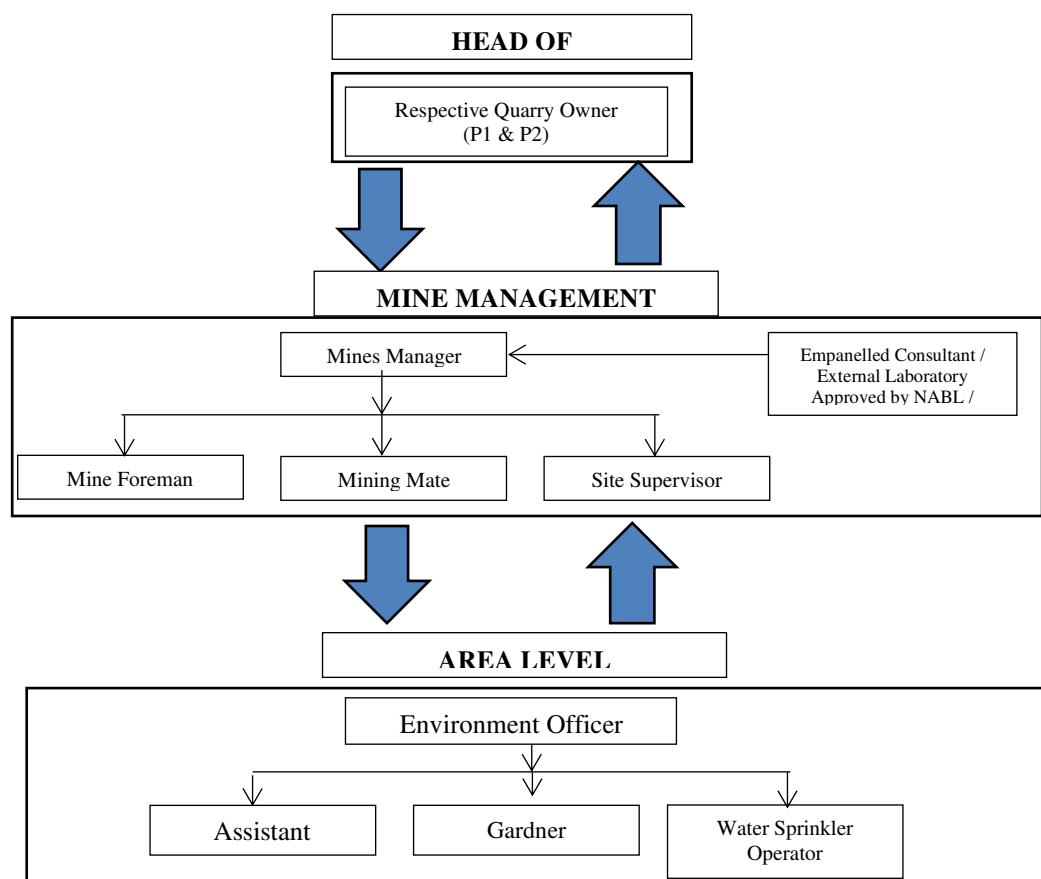 HEAD OF
Respective Quarry Owner
(P1 & P2)
MINE MANAGEMENT
Mines Manager
Empanelled Consultant /
External Laboratory
Approved by NABL /
Mine Foreman
Mining Mate
Site Supervisor
AREA LEVEL
Environment Officer
Assistant
Gardner
Water Sprinkler
Operator